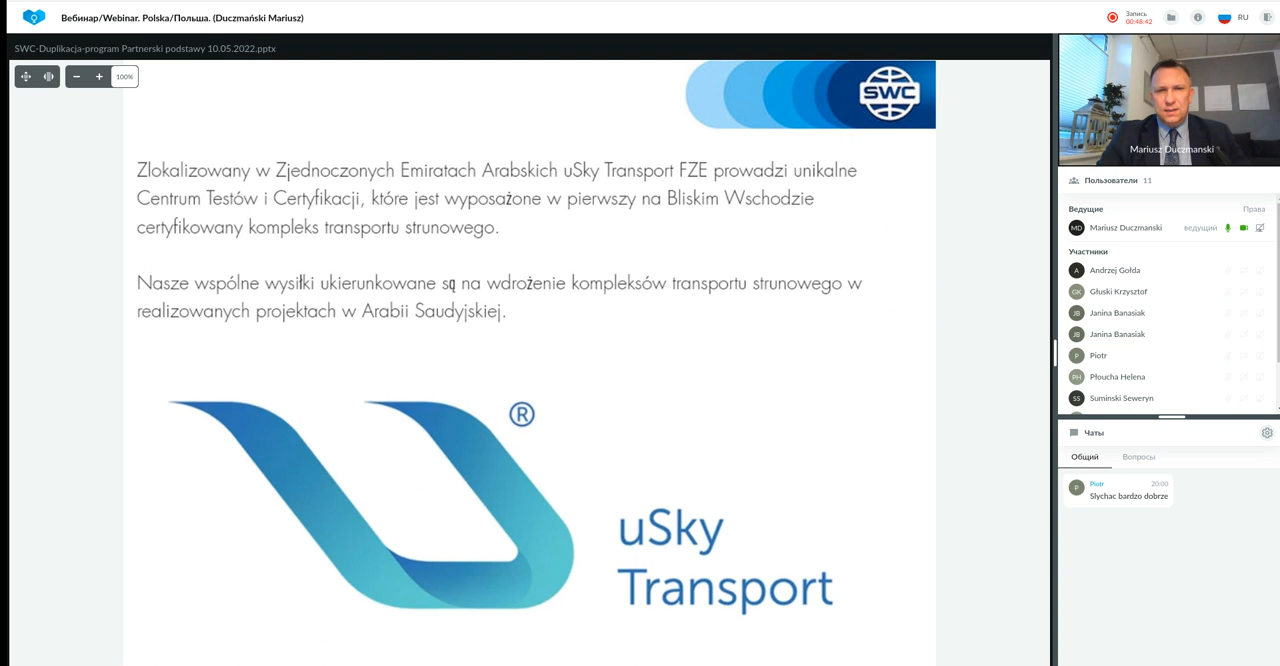 Вебинар/Webinar. Polska/Польша. (Duczmański Mariusz)
Запись
00:48:42
RU
SWC-Duplikacja-program Partnerski podstawy 10.05.2022.pptx
100%
SWC
Zlokalizowany w Zjednoczonych Emiratach Arabskich uSky Transport FZE prowadzi unikalne
Centrum Testów i Certyfikacji, które jest wyposażone w pierwszy na Bliskim Wschodzie
certyfikowany kompleks transportu strunowego.
Nasze wspólne wysiłki ukierunkowane są na wdrożenie kompleksów transportu strunowego w
realizowanych projektach w Arabii Saudyjskiej.
®
uSky
Transport
Mariusz Duczmanski
Пользователи 11
Ведущие Права
MD Mariusz Duczmanski ведущий
Участники
A Andrzej Gołda
GK Głuski Krzysztof
JB Janina Banasiak
JB Janina Banasiak
P Piotr
PH Płoucha Helena
SS Suminski Seweryn
Чаты
Общий Вопросы
P Piotr 20:00
Slychac bardzo dobrze